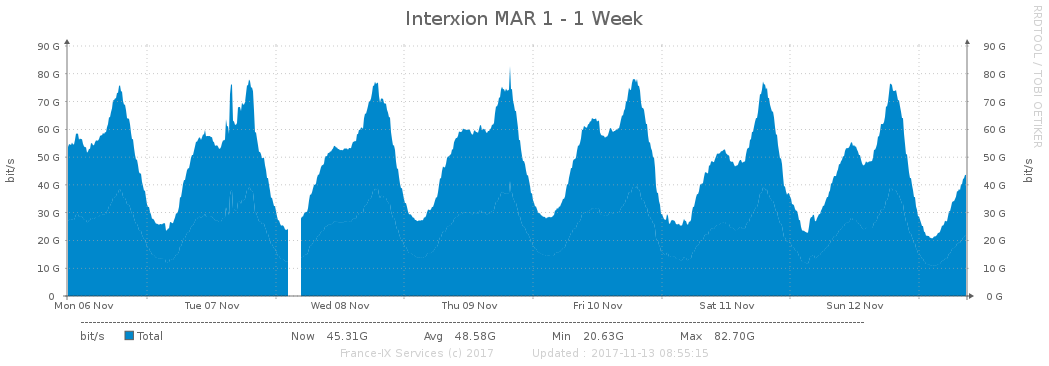 Interxion MAR 1 - 1 Week
RRDTOOL / TOBI OETIKER
bit/s
90 G
80 G
70 G
60 G
50 G
40 G
30 G
20 G
10 G
0
90 G
80 G
70 G
60 G
50 G
40 G
30 G
20 G
10 G
0 G
bit/s
Mon 06 Nov Tue 07 Nov Wed 08 Nov Thu 09 Nov Fri 10 Nov Sat 11 Nov Sun 12 Nov
bit/s Total Now 45.31G Avg 48.58G Min 20.63G Max 82.70G
France-IX Services (c) 2017 Updated : 2017-11-13 08:55:15